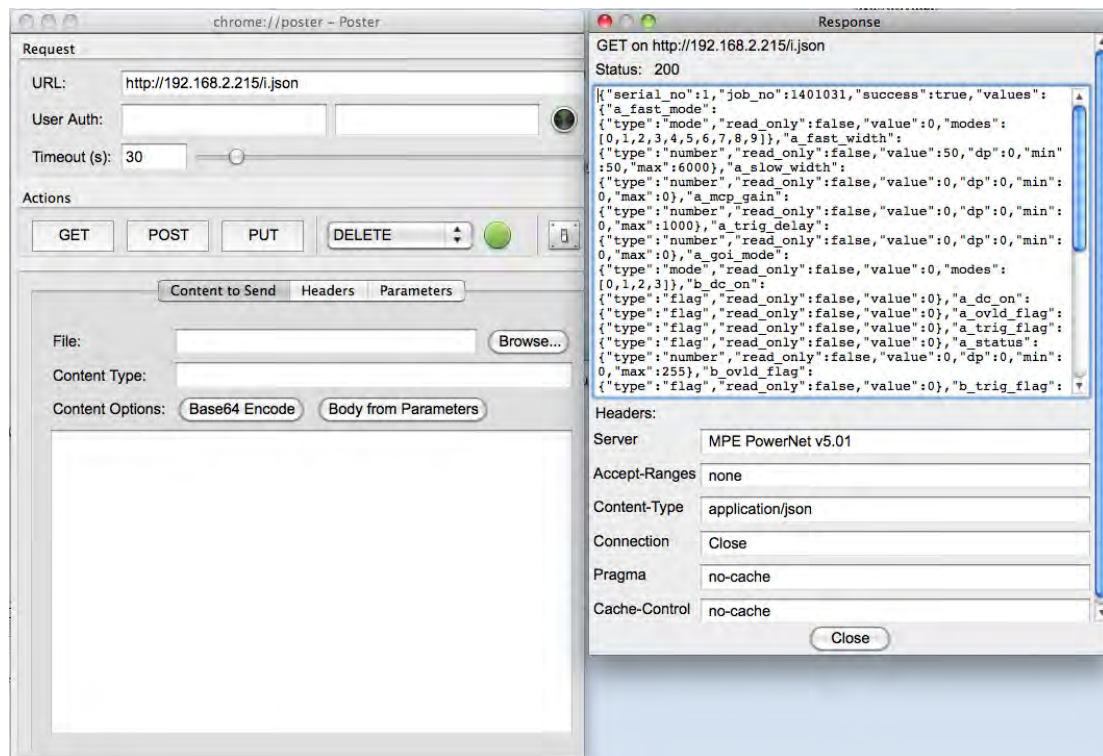 chrome://poster – Poster
Request
URL:
http://192.168.2.215/i.json
User Auth:
Timeout (s):
30
Actions
GET
POST
PUT
DELETE
Content to Send
Headers
Parameters
File:
Browse...
Content Type:
Content Options:
Base64 Encode
Body from Parameters
Response
GET on http://192.168.2.215/i.json
Status: 200
{"serial_no":1,"job_no":1401031,"success":true,"values":
{"a_fast_mode":
{"type":"mode","read_only":false,"value":0,"modes":
[0,1,2,3,4,5,6,7,8,9]},"a_fast_width":
{"type":"number","read_only":false,"value":50,"dp":0,"min
":50,"max":6000},"a_slow_width":
{"type":"number","read_only":false,"value":0,"dp":0,"min":
0,"max":0},"a_mcp_gain":
{"type":"number","read_only":false,"value":0,"dp":0,"min":
0,"max":1000},"a_trig_delay":
{"type":"number","read_only":false,"value":0,"dp":0,"min":
0,"max":0},"a_goi_mode":
{"type":"mode","read_only":false,"value":0,"modes":
[0,1,2,3]},"b_dc_on":
{"type":"flag","read_only":false,"value":0},"a_dc_on":
{"type":"flag","read_only":false,"value":0},"a_ovld_flag":
{"type":"flag","read_only":false,"value":0},"a_trig_flag":
{"type":"flag","read_only":false,"value":0},"a_status":
{"type":"number","read_only":false,"value":0,"dp":0,"min":
0,"max":255},"b_ovld_flag":
{"type":"flag","read_only":false,"value":0},"b_trig_flag":
Headers:
Server
MPE PowerNet v5.01
Accept-Ranges
none
Content-Type
application/json
Connection
Close
Pragma
no-cache
Cache-Control
no-cache
Close